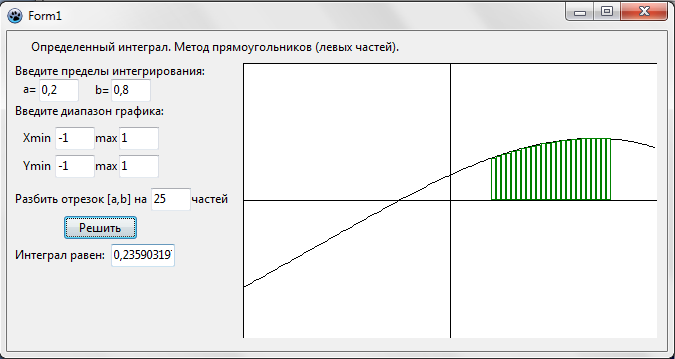 Form1
Определенный интеграл. Метод прямоугольников (левых частей).
Введите пределы интегрирования:
a= 0,2 b= 0,8
Введите диапазон графика:
Xmin -1 max 1
Ymin -1 max 1
Разбить отрезок [a,b] на 25 частей
Решить
Интеграл равен: 0,2359031